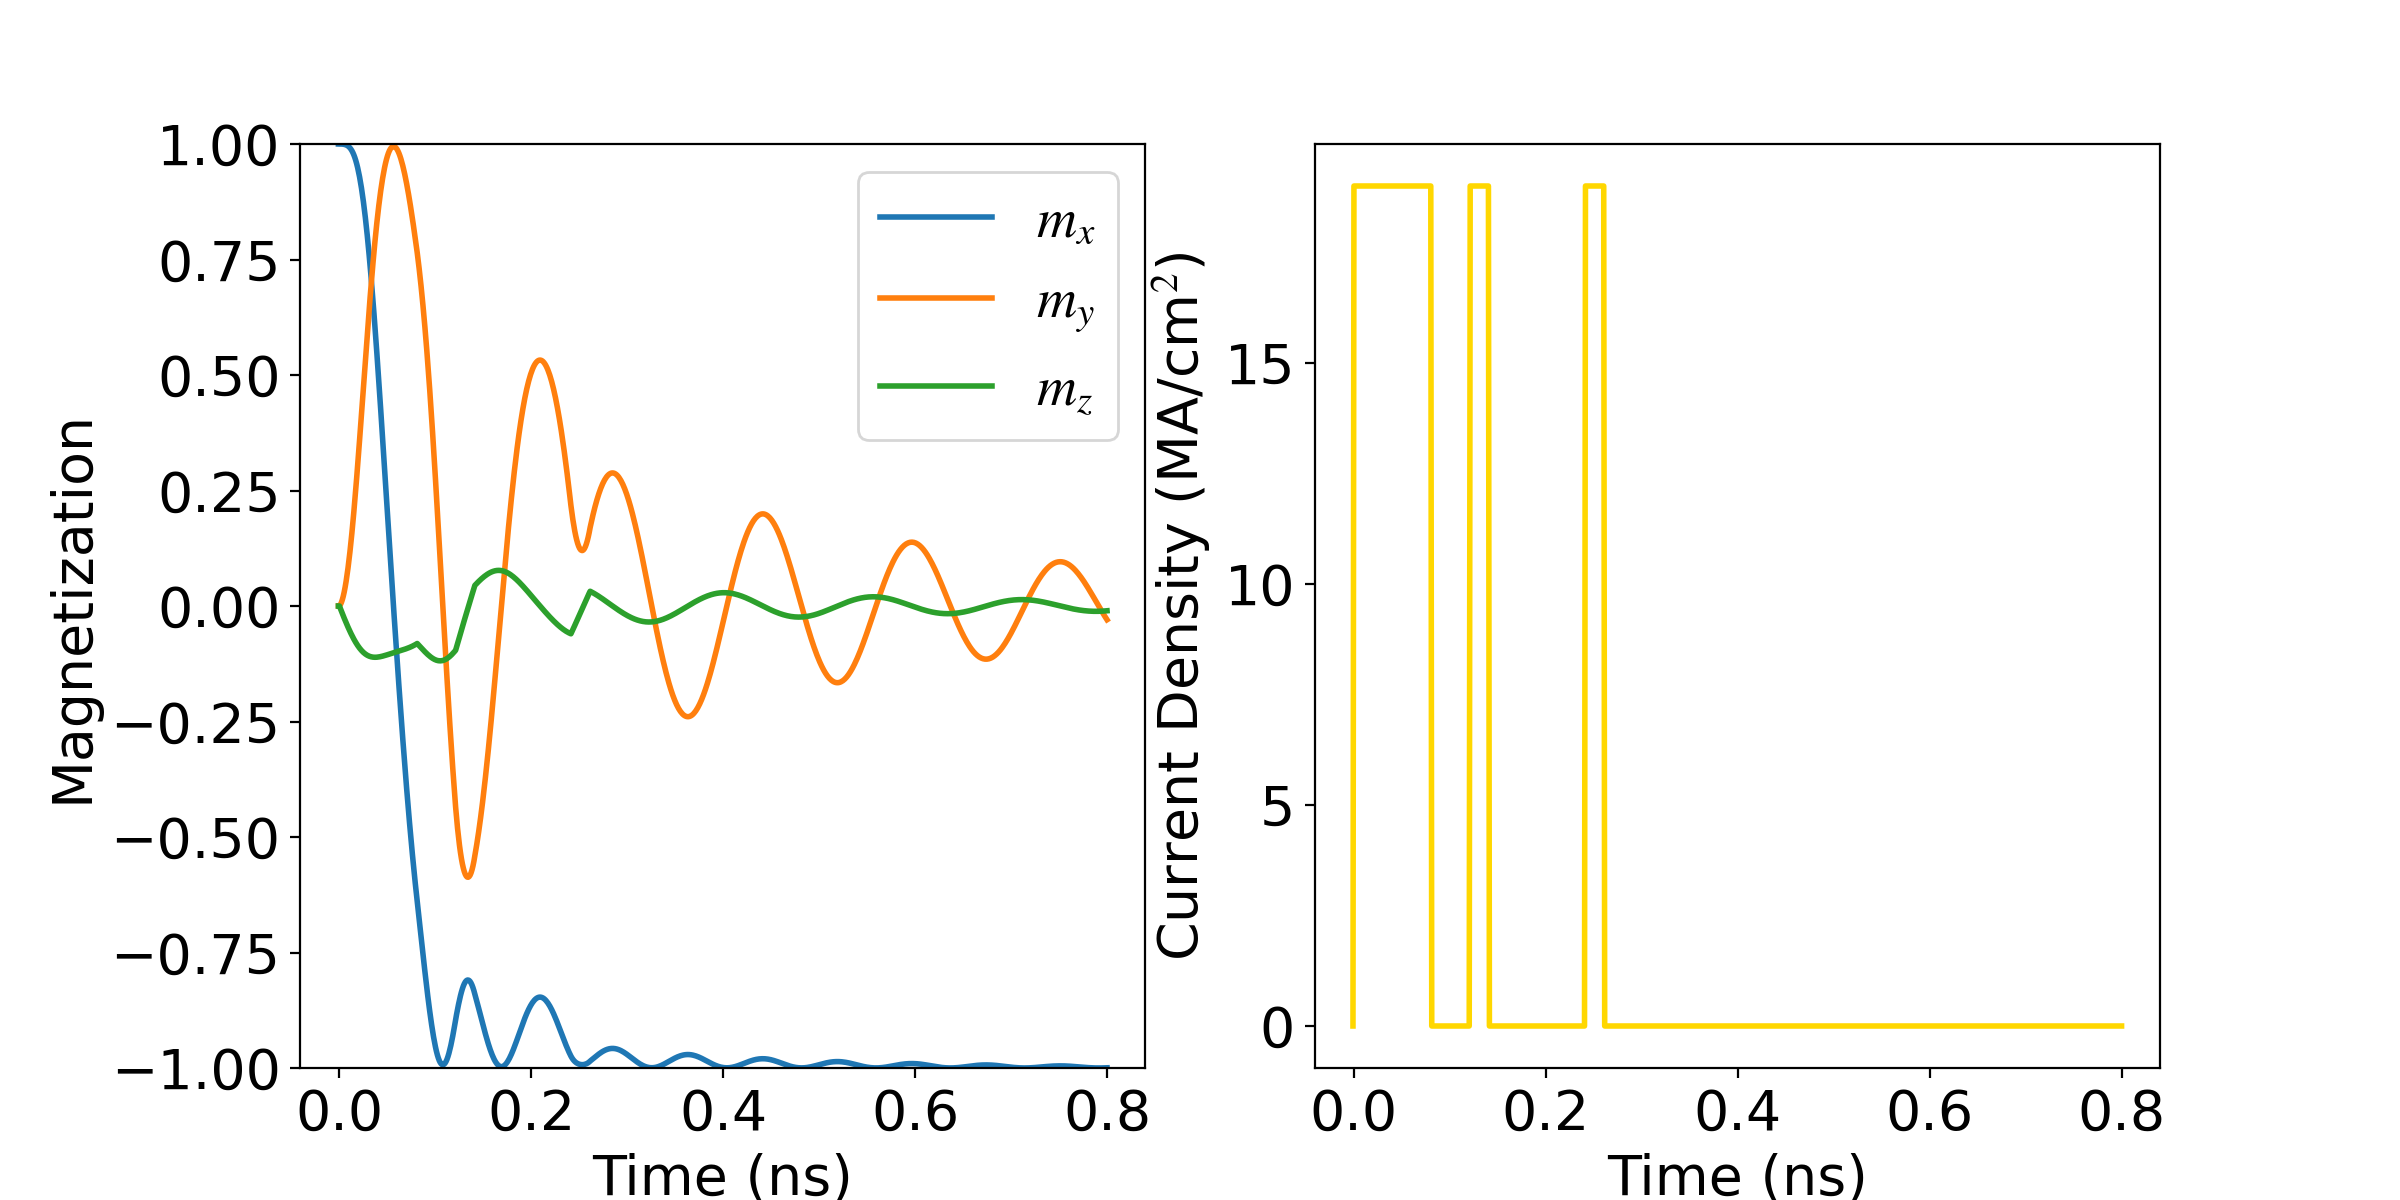 Magnetization
1.00
0.75
0.50
0.25
0.00
−0.25
−0.50
−0.75
−1.00
0.0 0.2 0.4 0.6 0.8
Time (ns)
m_x
m_y
m_z
Current Density (MA/cm²)
15
10
5
0
0.0 0.2 0.4 0.6 0.8
Time (ns)